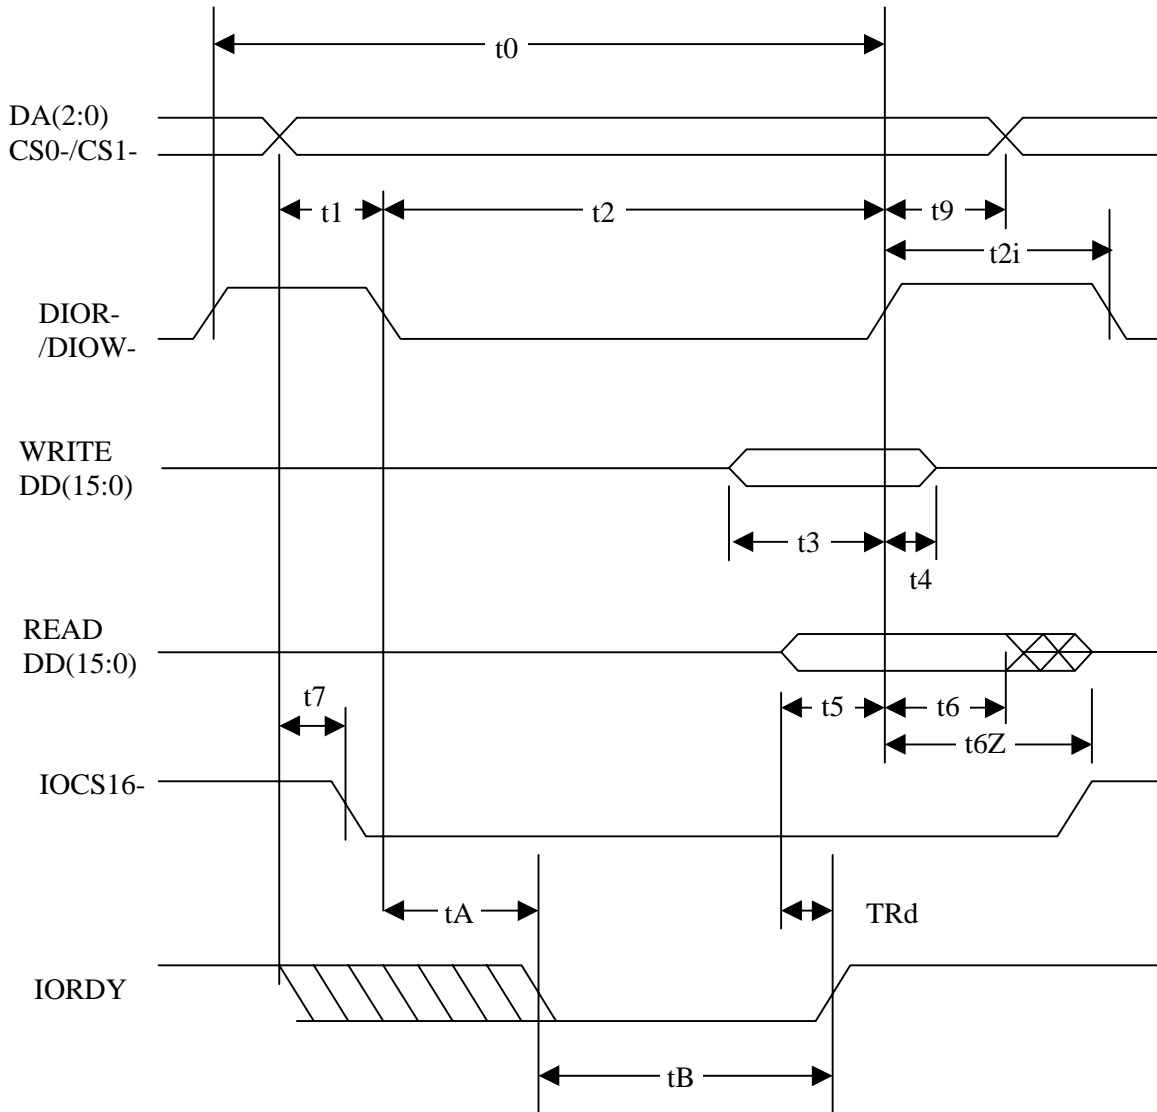 t0
DA(2:0)
CS0-/CS1-
t1
t2
t9
t2i
DIOR-
/DIOW-
WRITE
DD(15:0)
t3
t4
READ
DD(15:0)
t7
t5
t6
t6Z
IOCS16-
tA
TRd
IORDY
tB